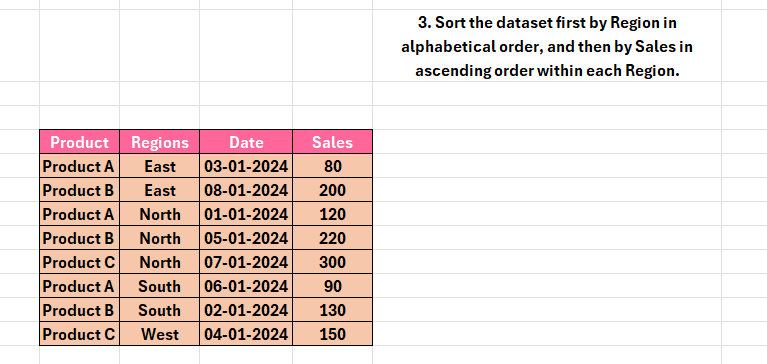 3. Sort the dataset first by Region in
alphabetical order, and then by Sales in
ascending order within each Region.
Product Regions Date Sales
Product A East 03-01-2024 80
Product B East 08-01-2024 200
Product A North 01-01-2024 120
Product B North 05-01-2024 220
Product C North 07-01-2024 300
Product A South 06-01-2024 90
Product B South 02-01-2024 130
Product C West 04-01-2024 150